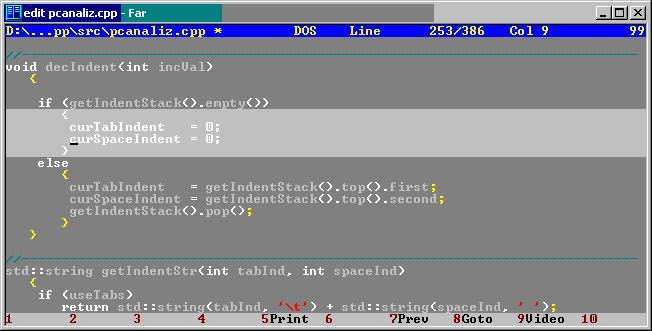 edit pcanaliz.cpp - Far
D:\...pp\src\pcanaliz.cpp * DOS Line 253/386 Col 9 99
//
void decIndent(int incVal)
{
if (getIndentStack().empty())
{
curTabIndent = 0;
curSpaceIndent = 0;
}
else
{
curTabIndent = getIndentStack().top().first;
curSpaceIndent = getIndentStack().top().second;
getIndentStack().pop();
}
}
//
std::string getIndentStr(int tabInd, int spaceInd)
{
if (useTabs)
return std::string(tabInd, '\t') + std::string(spaceInd, ' ');
1 2 3 4 5Print 6 7Prev 8Goto 9Video 10